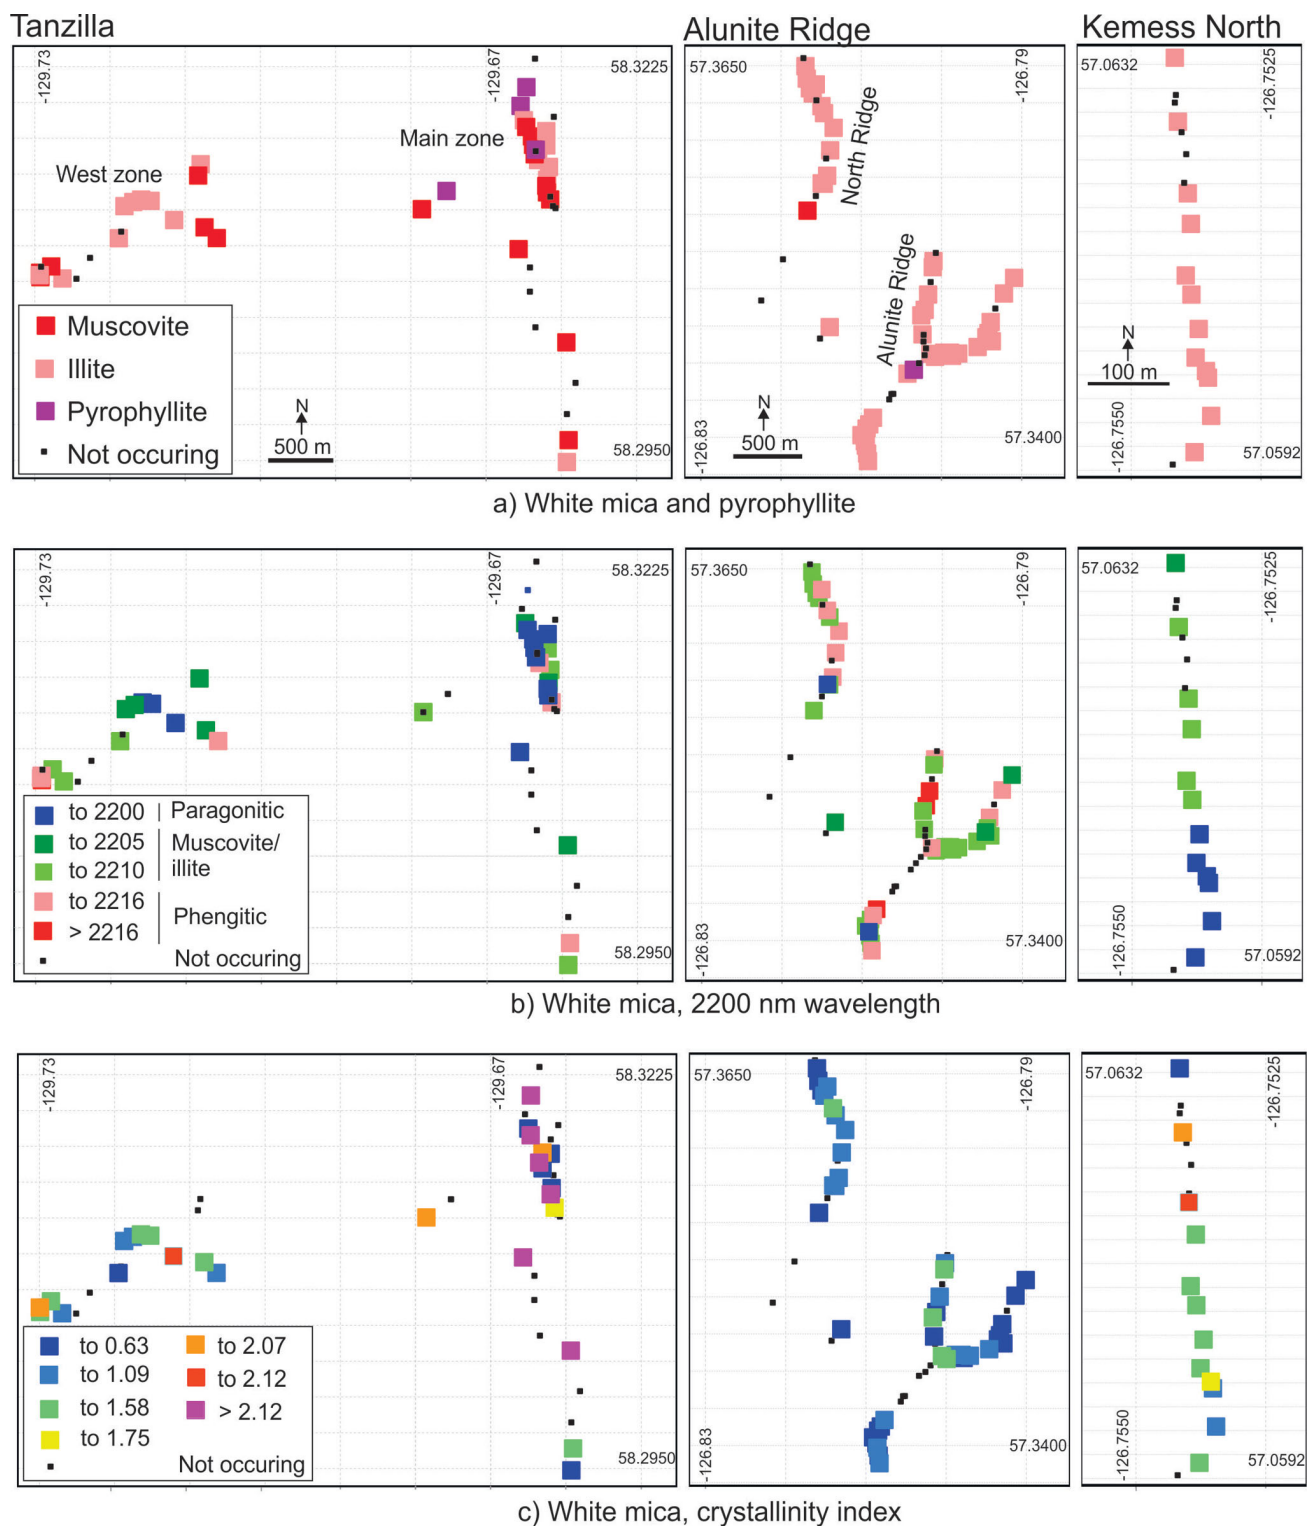 Tanzilla
Alunite Ridge
Kemess North
-129.73
-129.67
58.3225
57.3650
-126.79
57.0632
-126.7525
Main zone
West zone
North Ridge
Alunite Ridge
Muscovite
Illite
Pyrophyllite
Not occuring
N
500 m
58.2950
-126.83
N
500 m
57.3400
N
100 m
-126.7550
57.0592
a) White mica and pyrophyllite
-129.73
-129.67
58.3225
57.3650
-126.79
57.0632
-126.7525
to 2200
Paragonitic
to 2205
Muscovite/
illite
to 2210
to 2216
Phengitic
> 2216
Not occuring
58.2950
-126.83
57.3400
-126.7550
57.0592
b) White mica, 2200 nm wavelength
-129.73
-129.67
58.3225
57.3650
-126.79
57.0632
-126.7525
to 0.63
to 2.07
to 1.09
to 2.12
to 1.58
> 2.12
to 1.75
Not occuring
58.2950
-126.83
57.3400
-126.7550
57.0592
c) White mica, crystallinity index